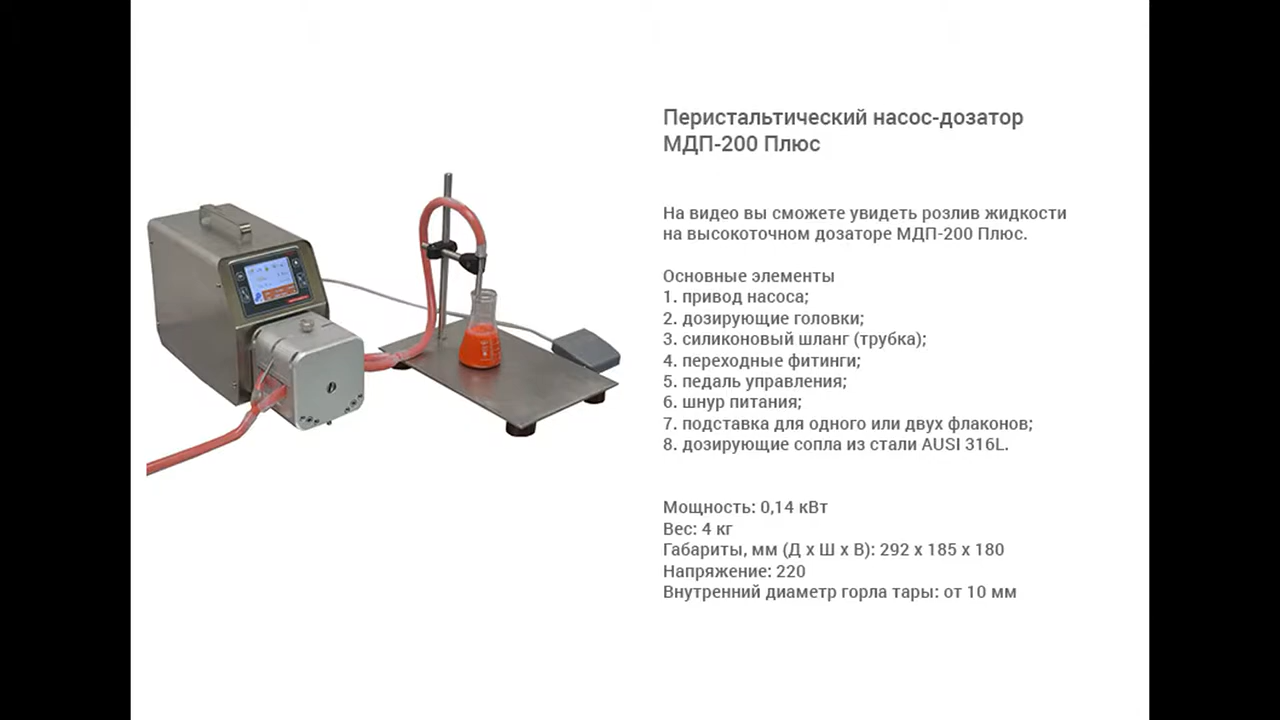 Перистальтический насос-дозатор
МДП-200 Плюс
На видео вы сможете увидеть розлив жидкости
на высокоточном дозаторе МДП-200 Плюс.
Основные элементы
1. привод насоса;
2. дозирующие головки;
3. силиконовый шланг (трубка);
4. переходные фитинги;
5. педаль управления;
6. шнур питания;
7. подставка для одного или двух флаконов;
8. дозирующие сопла из стали AUSI 316L.
Мощность: 0,14 кВт
Вес: 4 кг
Габариты, мм (Д х Ш х В): 292 х 185 х 180
Напряжение: 220
Внутренний диаметр горла тары: от 10 мм